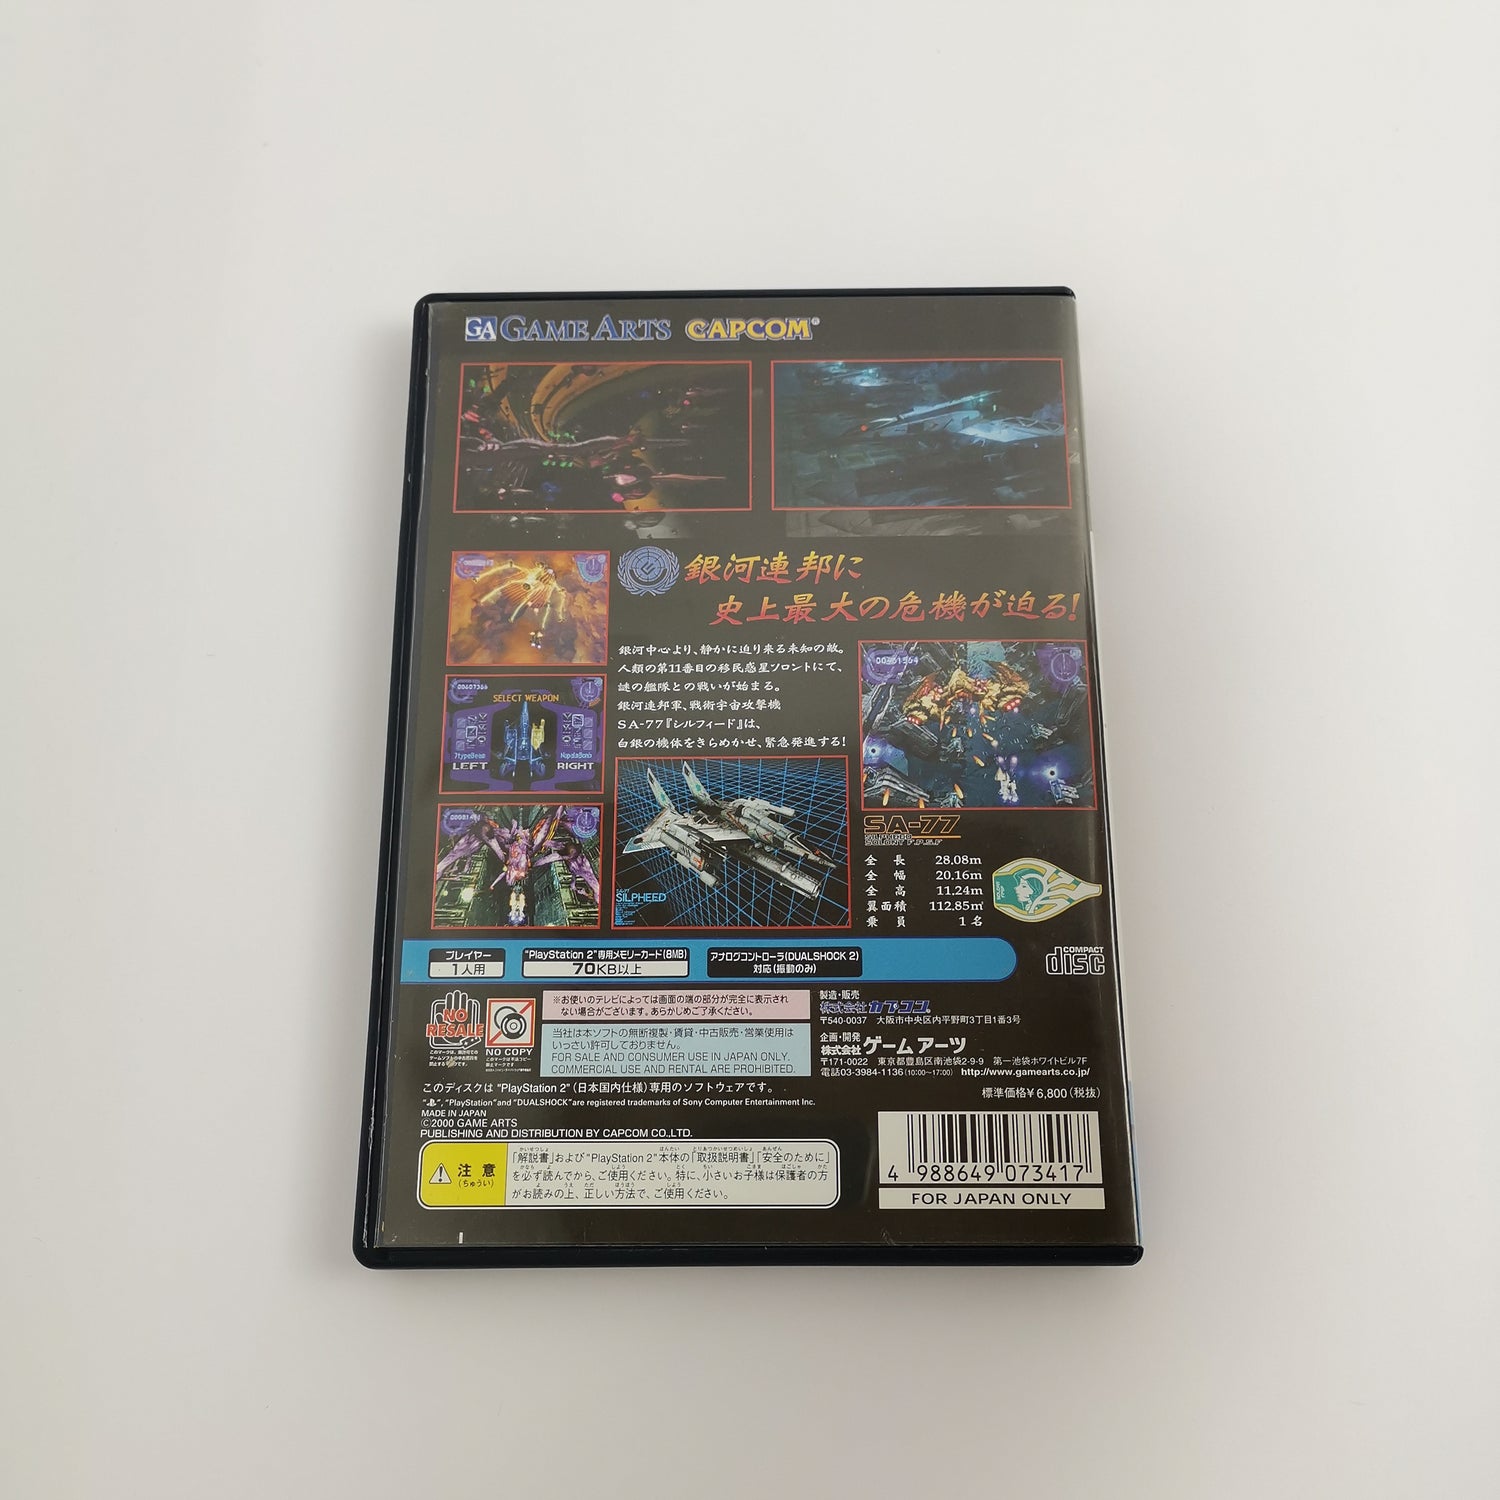 GA GAME ARTS CAPCOM®
銀河連邦に
史上最大の危機が迫る!
銀河中心より、静かに迫り来る未知の敵。
人類の第11番目の移民惑星ソロントにて、
謎の艦隊との戦いが始まる。
銀河連邦軍、戦術宇宙攻撃機
SA-77『シルフィード』は、
白銀の機体をきらめかせ、緊急発進する!
00461564
00607366
SELECT WEAPON
LEFT
RIGHT
SA-77
SILPHEED
SA-77
SILPHEED
SOLONT F.P.S.F
全長 28.08m
全幅 20.16m
全高 11.24m
翼面積 112.85㎡
乗員 1名
プレイヤー
1人用
"PlayStation 2"専用メモリーカード(8MB)
70KB以上
アナログコントローラ(DUALSHOCK 2)
対応(振動のみ)
COMPACT
disc
NO
RESALE
NO COPY
※お使いのテレビによっては画面の端の部分が完全に表示され
ない場合がございます。あらかじめご了承ください。
当社は本ソフトの無断複製・賃貸・中古販売・営業使用は
いっさい許可しておりません。
FOR SALE AND CONSUMER USE IN JAPAN ONLY.
COMMERCIAL USE AND RENTAL ARE PROHIBITED.
製造・販売
株式会社 カプコン
〒540-0037 大阪市中央区内平野町3丁目1番3号
企画・開発
株式会社 ゲームアーツ
〒171-0022 東京都豊島区南池袋2-9-9 第一池袋ホワイトビル7F
電話03-3984-1136(10:00〜17:00) http://www.gamearts.co.jp/
このディスクは "PlayStation 2"(日本国内仕様)専用のソフトウェアです。
標準価格¥6,800(税抜)
" ", "PlayStation"and "DUALSHOCK"are registered trademarks of Sony Computer Entertainment Inc.
MADE IN JAPAN
©2000 GAME ARTS
PUBLISHING AND DISTRIBUTION BY CAPCOM CO.,LTD.
注意
(ちゅうい)
「解説書」および"PlayStation 2"本体の「取扱説明書」「安全のために」
を必ず読んでから、ご使用ください。特に、小さいお子様は保護者の方
がお読みの上、正しい方法で、ご使用ください。
4 988649 073417
FOR JAPAN ONLY